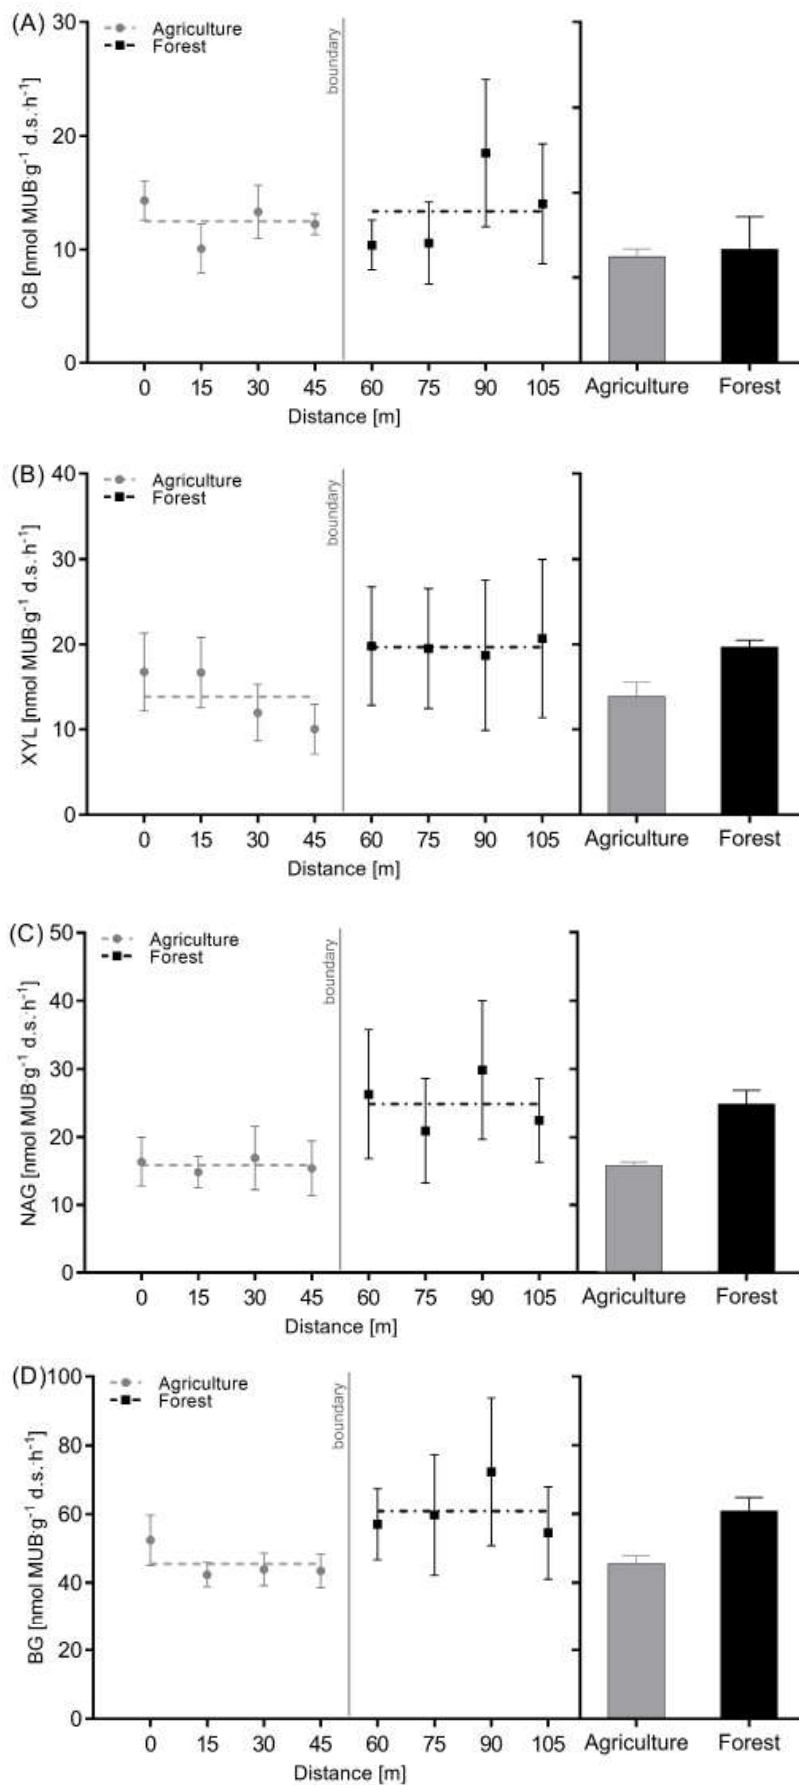 (A)
30
Agriculture
Forest
boundary
20
10
0
CB [nmol MUB·g⁻¹ d.s.·h⁻¹]
0 15 30 45 60 75 90 105 Agriculture Forest
Distance [m]
(B)
40
Agriculture
Forest
boundary
30
20
10
0
XYL [nmol MUB·g⁻¹ d.s.·h⁻¹]
0 15 30 45 60 75 90 105 Agriculture Forest
Distance [m]
(C)
50
Agriculture
Forest
boundary
40
30
20
10
0
NAG [nmol MUB·g⁻¹ d.s.·h⁻¹]
0 15 30 45 60 75 90 105 Agriculture Forest
Distance [m]
(D)
100
Agriculture
Forest
boundary
80
60
40
20
0
BG [nmol MUB·g⁻¹ d.s.·h⁻¹]
0 15 30 45 60 75 90 105 Agriculture Forest
Distance [m]